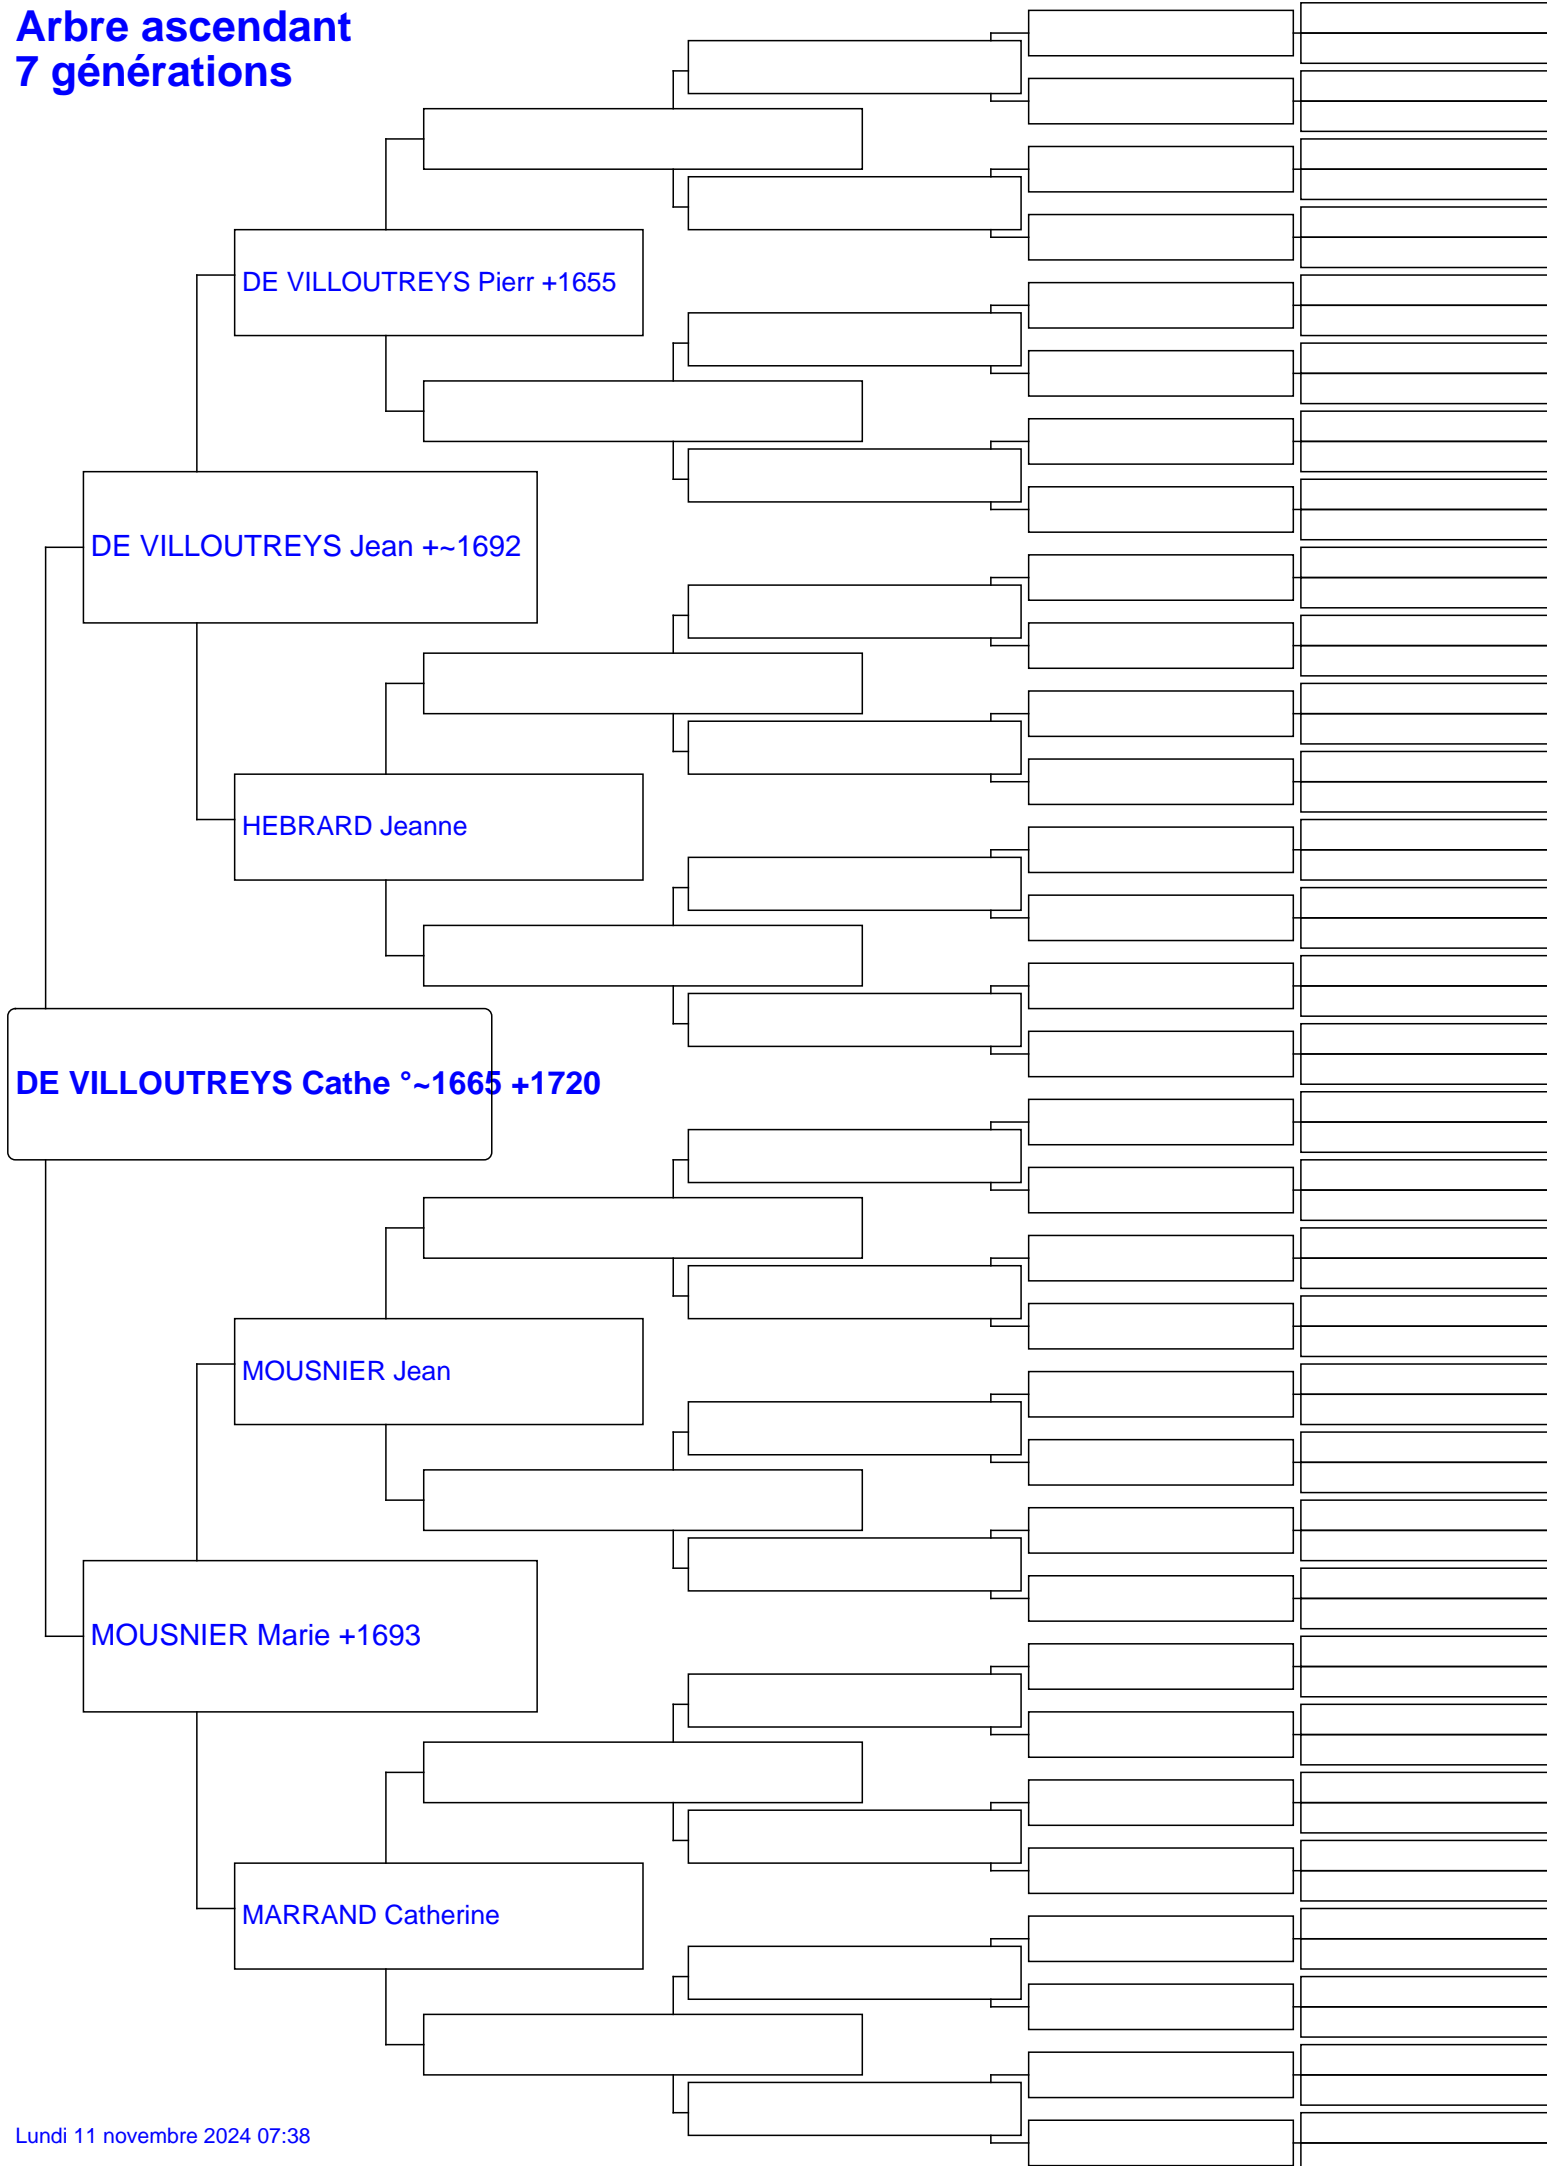 Arbre ascendant
7 générations
DE VILLOUTREYS Pierr +1655
DE VILLOUTREYS Jean +~1692
HEBRARD Jeanne
DE VILLOUTREYS Cathe °~1665 +1720
MOUSNIER Jean
MOUSNIER Marie +1693
MARRAND Catherine
Lundi 11 novembre 2024 07:38